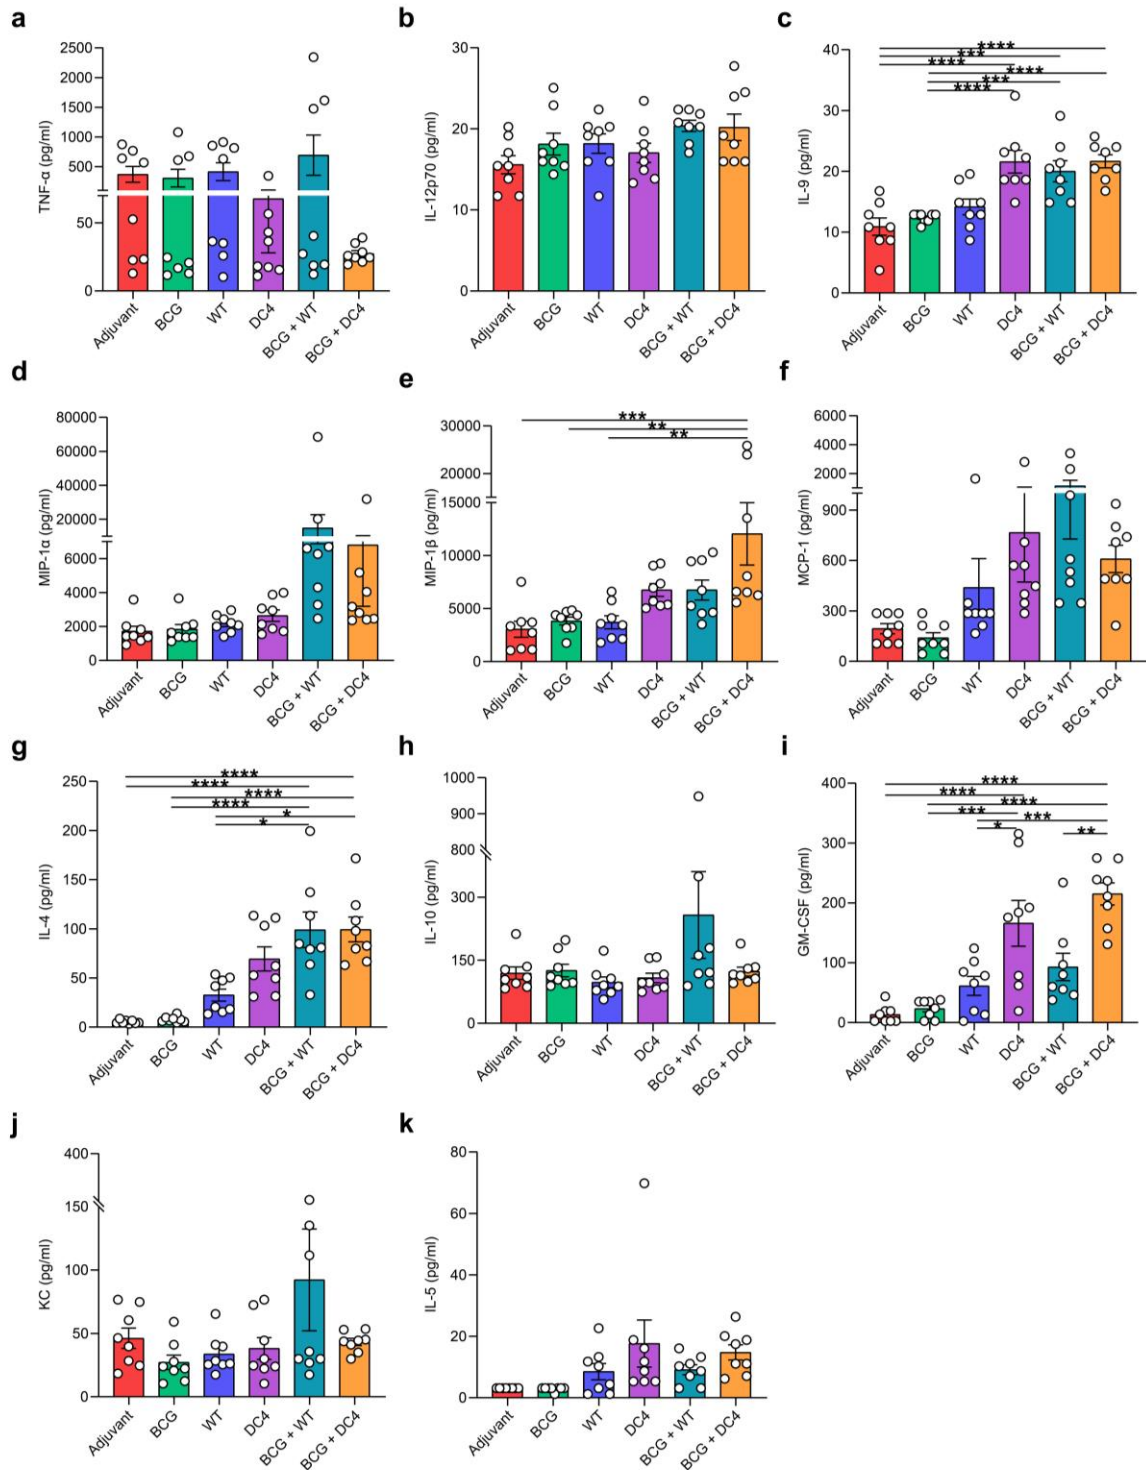 a
TNF-α (pg/ml)
2500
2000
1500
1000
500
50
0
Adjuvant
BCG
WT
DC4
BCG + WT
BCG + DC4
b
IL-12p70 (pg/ml)
30
20
10
0
Adjuvant
BCG
WT
DC4
BCG + WT
BCG + DC4
c
IL-9 (pg/ml)
40
30
20
10
0
****
***
****
****
***
****
Adjuvant
BCG
WT
DC4
BCG + WT
BCG + DC4
d
MIP-1α (pg/ml)
80000
60000
40000
20000
6000
4000
2000
0
Adjuvant
BCG
WT
DC4
BCG + WT
BCG + DC4
e
MIP-1β (pg/ml)
30000
20000
15000
10000
5000
0
***
**
**
Adjuvant
BCG
WT
DC4
BCG + WT
BCG + DC4
f
MCP-1 (pg/ml)
6000
4000
2000
900
600
300
0
Adjuvant
BCG
WT
DC4
BCG + WT
BCG + DC4
g
IL-4 (pg/ml)
250
200
150
100
50
0
****
****
****
****
*
*
Adjuvant
BCG
WT
DC4
BCG + WT
BCG + DC4
h
IL-10 (pg/ml)
1000
900
800
300
150
0
Adjuvant
BCG
WT
DC4
BCG + WT
BCG + DC4
i
GM-CSF (pg/ml)
400
300
200
100
0
****
****
****
***
***
*
**
Adjuvant
BCG
WT
DC4
BCG + WT
BCG + DC4
j
KC (pg/ml)
400
150
100
50
0
Adjuvant
BCG
WT
DC4
BCG + WT
BCG + DC4
k
IL-5 (pg/ml)
80
60
40
20
0
Adjuvant
BCG
WT
DC4
BCG + WT
BCG + DC4